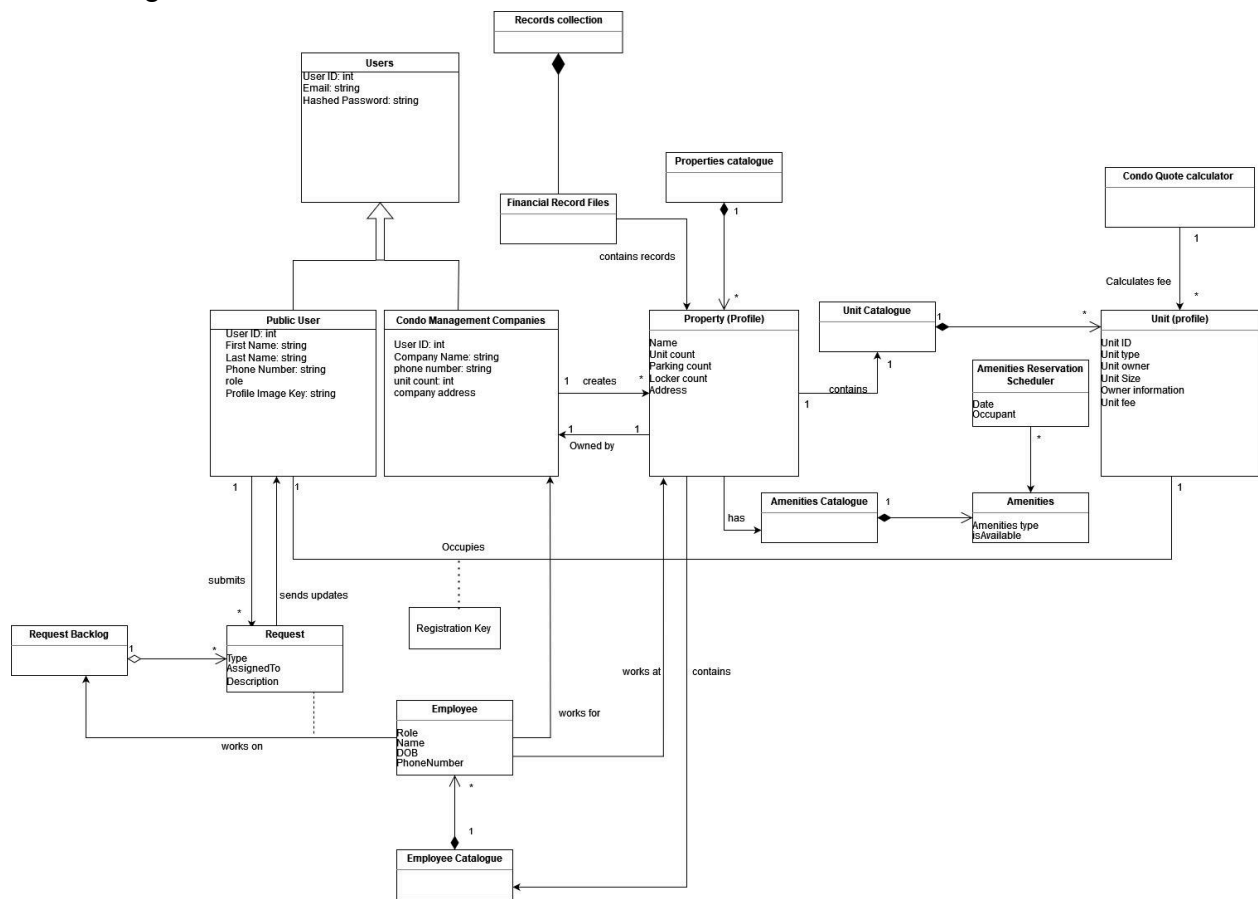 Records collection
Users
User ID: int
Email: string
Hashed Password: string
Properties catalogue
1
Condo Quote calculator
1
Financial Record Files
contains records
Calculates fee
*
*
Public User
User ID: int
First Name: string
Last Name: string
Phone Number: string
role
Profile Image Key: string
Condo Management Companies
User ID: int
Company Name: string
phone number: string
unit count: int
company address
1
creates
*
1
1
Owned by
Property (Profile)
Name
Unit count
Parking count
Locker count
Address
1
contains
1
Unit Catalogue
1
*
Unit (profile)
Unit ID
Unit type
Unit owner
Unit Size
Owner information
Unit fee
1
Amenities Reservation
Scheduler
Date
Occupant
*
has
Amenities Catalogue
1
Amenities
Amenities type
isAvailable
1
1
Occupies
submits
sends updates
*
Registration Key
Request Backlog
1
*
Request
Type
AssignedTo
Description
works on
works for
works at
contains
Employee
Role
Name
DOB
PhoneNumber
*
1
Employee Catalogue